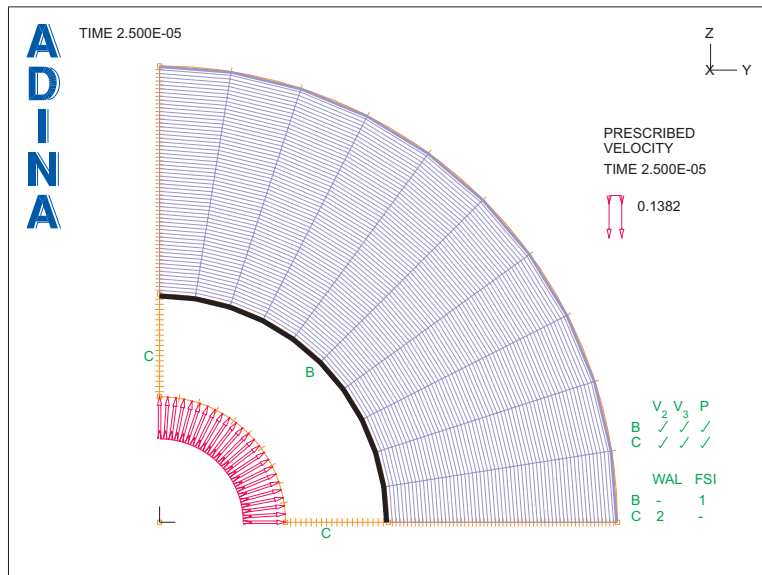 ADINA
TIME 2.500E-05
Z
X Y
PRESCRIBED
VELOCITY
TIME 2.500E-05
0.1382
C
B
C
V2 V3 P
B ✓ ✓ ✓
C ✓ ✓ ✓
WAL FSI
B - 1
C 2 -